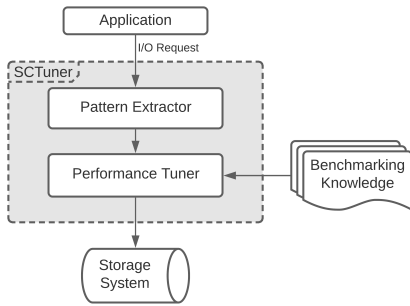 Application
I/O Request
SCTuner
Pattern Extractor
Performance Tuner
Benchmarking
Knowledge
Storage
System